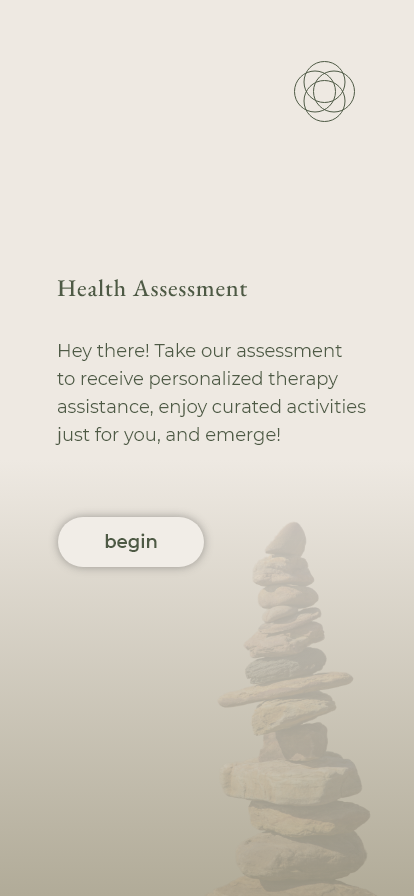 Health Assessment
Hey there! Take our assessment
to receive personalized therapy
assistance, enjoy curated activities
just for you, and emerge!
begin